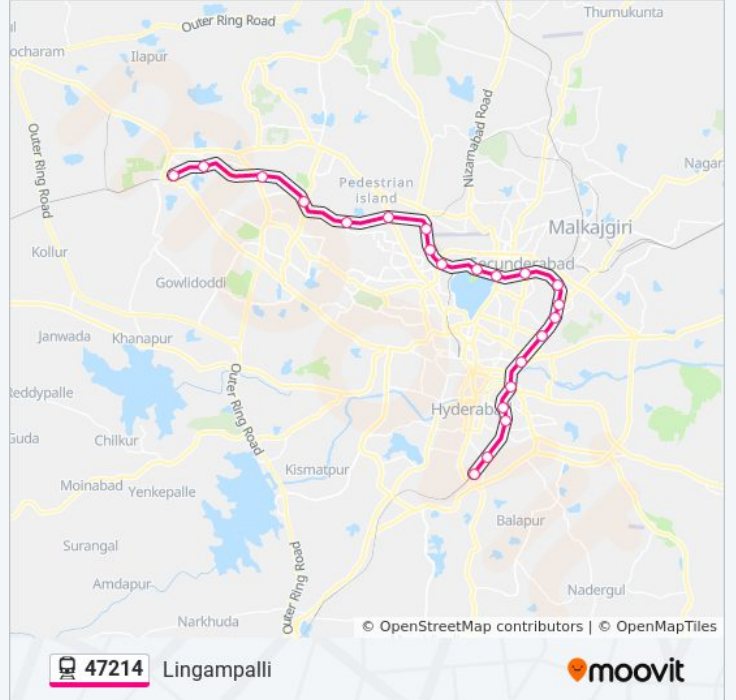 Thumukunta
Outer Ring Road
ocharam
Ilapur
Nizamabad Road
Outer Ring Road
Nagar
Pedestrian
island
Malkajgiri
Kollur
Secunderabad
Gowlidoddi
Janwada
Khanapur
Outer Ring Road
Hyderabad
Guda
Chilkur
Kismatpur
Moinabad
Yenkepalle
Balapur
Surangal
Outer Ring Road
Amdapur
Nadergul
Narkhuda
© OpenStreetMap contributors | © OpenMapTiles
47214 Lingampalli
moovit